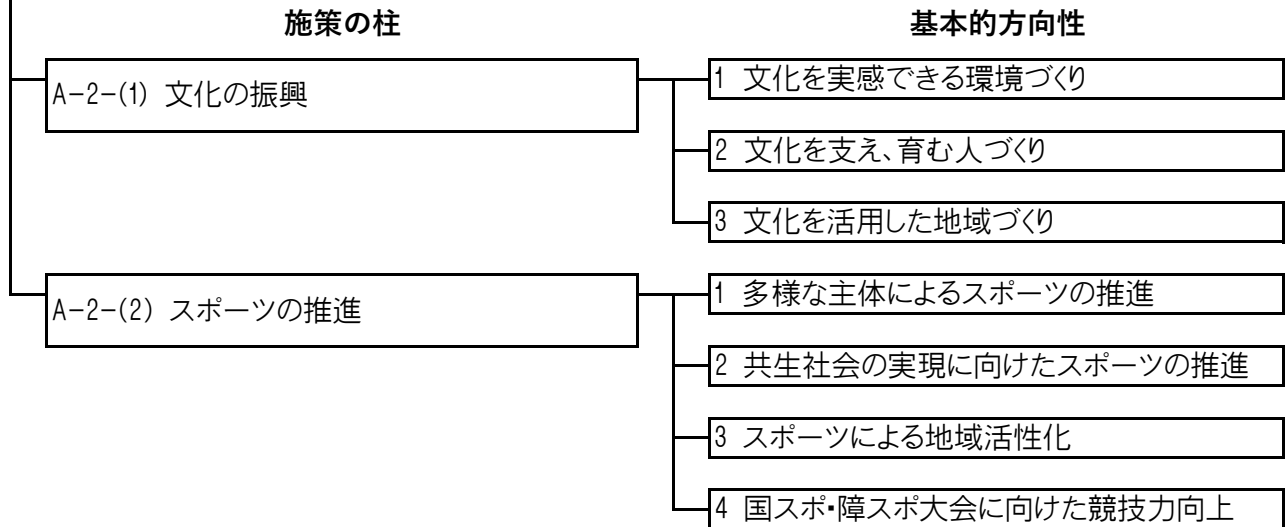 施策の柱
基本的方向性
A-2-(1) 文化の振興
1 文化を実感できる環境づくり
2 文化を支え、育む人づくり
3 文化を活用した地域づくり
A-2-(2) スポーツの推進
1 多様な主体によるスポーツの推進
2 共生社会の実現に向けたスポーツの推進
3 スポーツによる地域活性化
4 国スポ・障スポ大会に向けた競技力向上